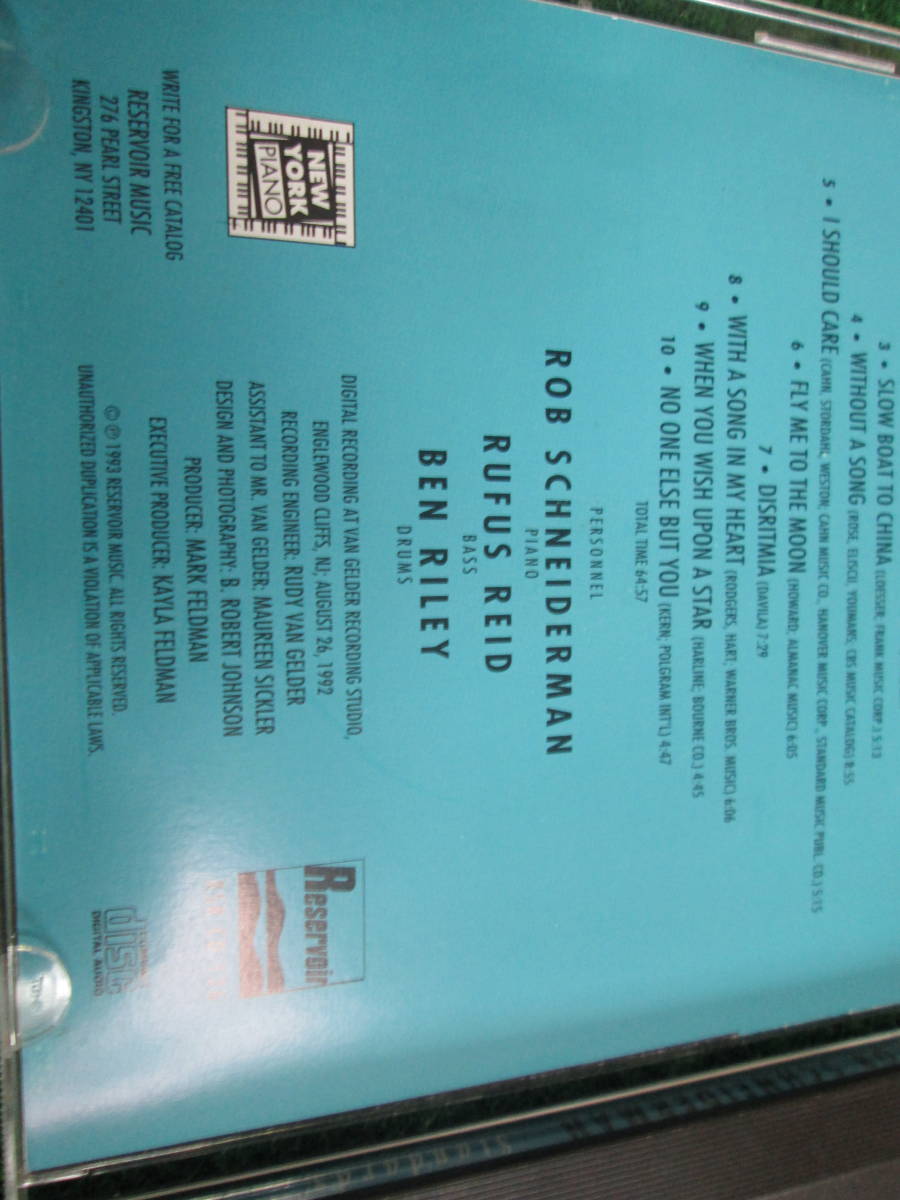 3 • SLOW BOAT TO CHINA (LOESSER; FRANK MUSIC CORP.) 5:13
4 • WITHOUT A SONG (ROSE, ELISCU, YOUMANS; CBS MUSIC CATALOG) 8:55
5 • I SHOULD CARE (CAHN, STORDAHL, WESTON; CAHN MUSIC CO., HANOVER MUSIC CORP., STANDARD MUSIC PUBL. CO.) 5:15
6 • FLY ME TO THE MOON (HOWARD; ALMANAC MUSIC) 6:05
7 • DISRITMIA (DAVILA) 7:29
8 • WITH A SONG IN MY HEART (RODGERS, HART; WARNER BROS. MUSIC) 6:06
9 • WHEN YOU WISH UPON A STAR (HARLINE; BOURNE CO.) 4:45
10 • NO ONE ELSE BUT YOU (KERN; POLGRAM INT'L) 4:47
TOTAL TIME 64:57
PERSONNEL
ROB SCHNEIDERMAN
PIANO
RUFUS REID
BASS
BEN RILEY
DRUMS
DIGITAL RECORDING AT VAN GELDER RECORDING STUDIO,
ENGLEWOOD CLIFFS, NJ; AUGUST 26, 1992
RECORDING ENGINEER: RUDY VAN GELDER
ASSISTANT TO MR. VAN GELDER: MAUREEN SICKLER
DESIGN AND PHOTOGRAPHY: B. ROBERT JOHNSON
PRODUCER: MARK FELDMAN
EXECUTIVE PRODUCER: KAYLA FELDMAN
© ℗ 1993 RESERVOIR MUSIC. ALL RIGHTS RESERVED.
UNAUTHORIZED DUPLICATION IS A VIOLATION OF APPLICABLE LAWS.
NEW
YORK
PIANO
WRITE FOR A FREE CATALOG
RESERVOIR MUSIC
276 PEARL STREET
KINGSTON, NY 12401
Reservoir
COMPACT
disc
DIGITAL AUDIO